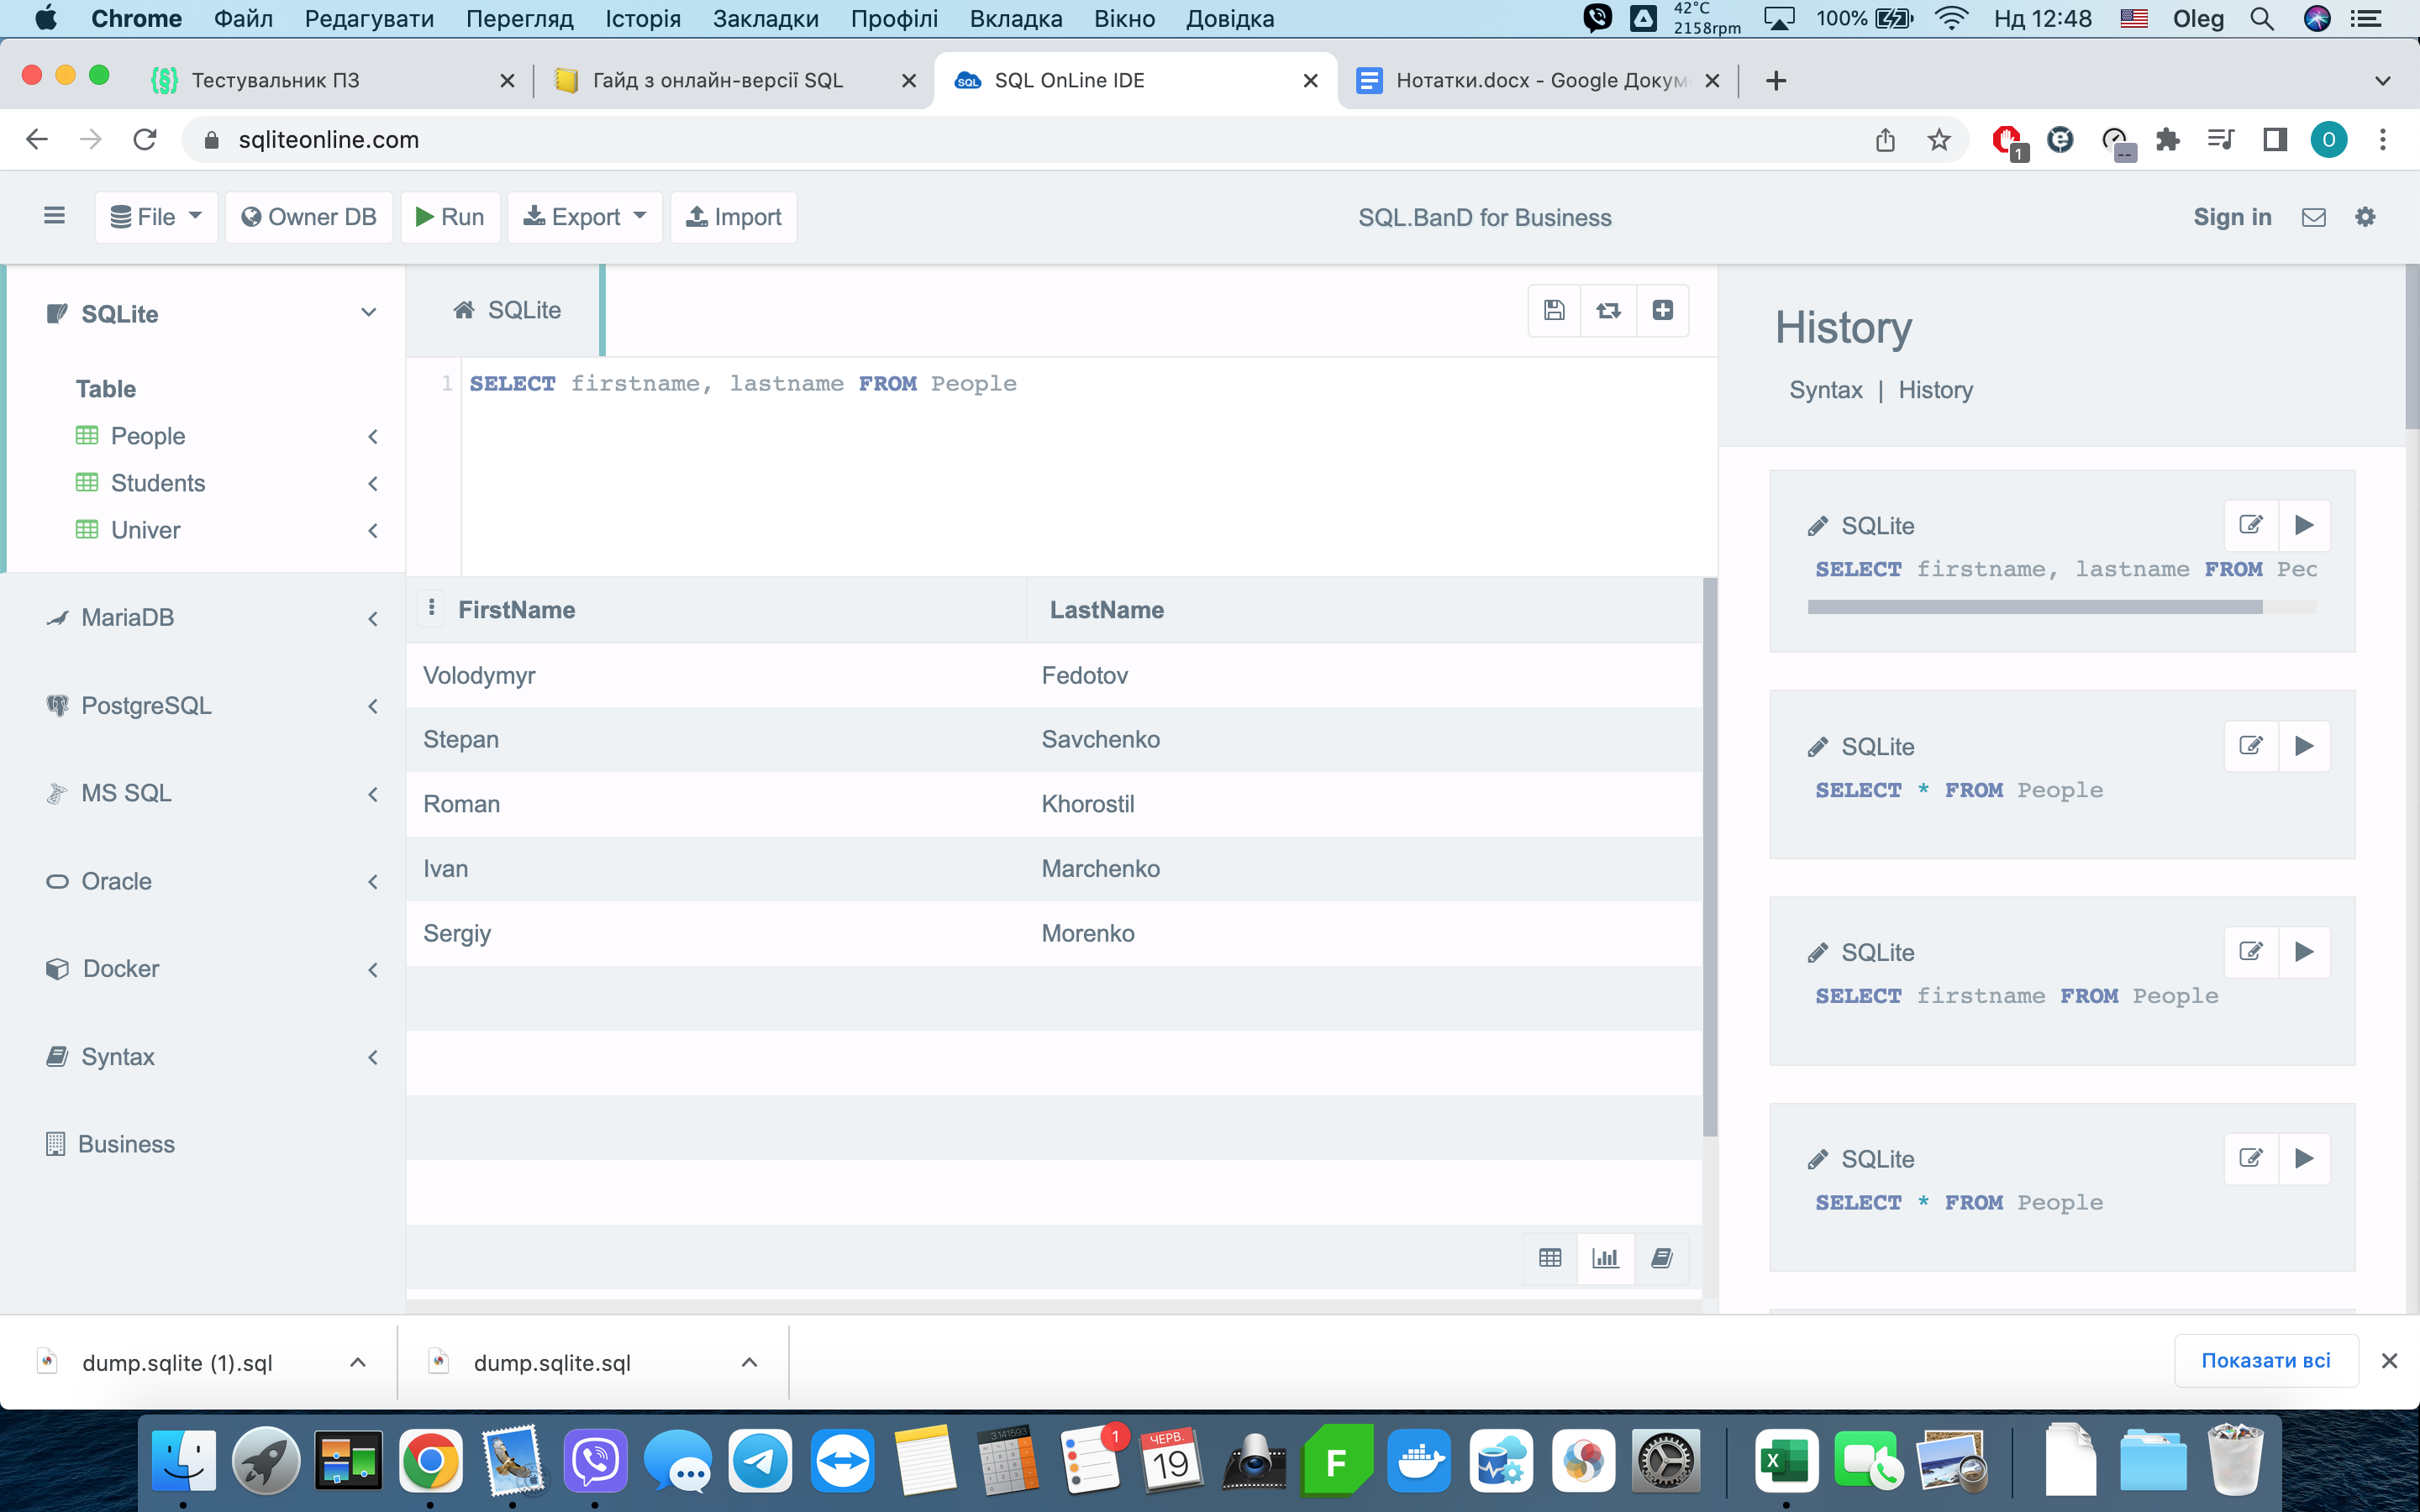 Chrome Файл Редагувати Перегляд Історія Закладки Профілі Вкладка Вікно Довідка 42°C 2158rpm 100% Нд 12:48 Oleg
Тестувальник ПЗ
Гайд з онлайн-версії SQL
SQL OnLine IDE
Нотатки.docx - Google Докум
sqliteonline.com
1
--
O
File Owner DB Run Export Import SQL.BanD for Business Sign in
SQLite
Table
People
Students
Univer
MariaDB
PostgreSQL
MS SQL
Oracle
Docker
Syntax
Business
SQLite
1 SELECT firstname, lastname FROM People
FirstName LastName
Volodymyr Fedotov
Stepan Savchenko
Roman Khorostil
Ivan Marchenko
Sergiy Morenko
History
Syntax | History
SQLite
SELECT firstname, lastname FROM Peo
SQLite
SELECT * FROM People
SQLite
SELECT firstname FROM People
SQLite
SELECT * FROM People
dump.sqlite (1).sql
dump.sqlite.sql
Показати всі
3.141593
1
ЧЕРВ.
19
F
X